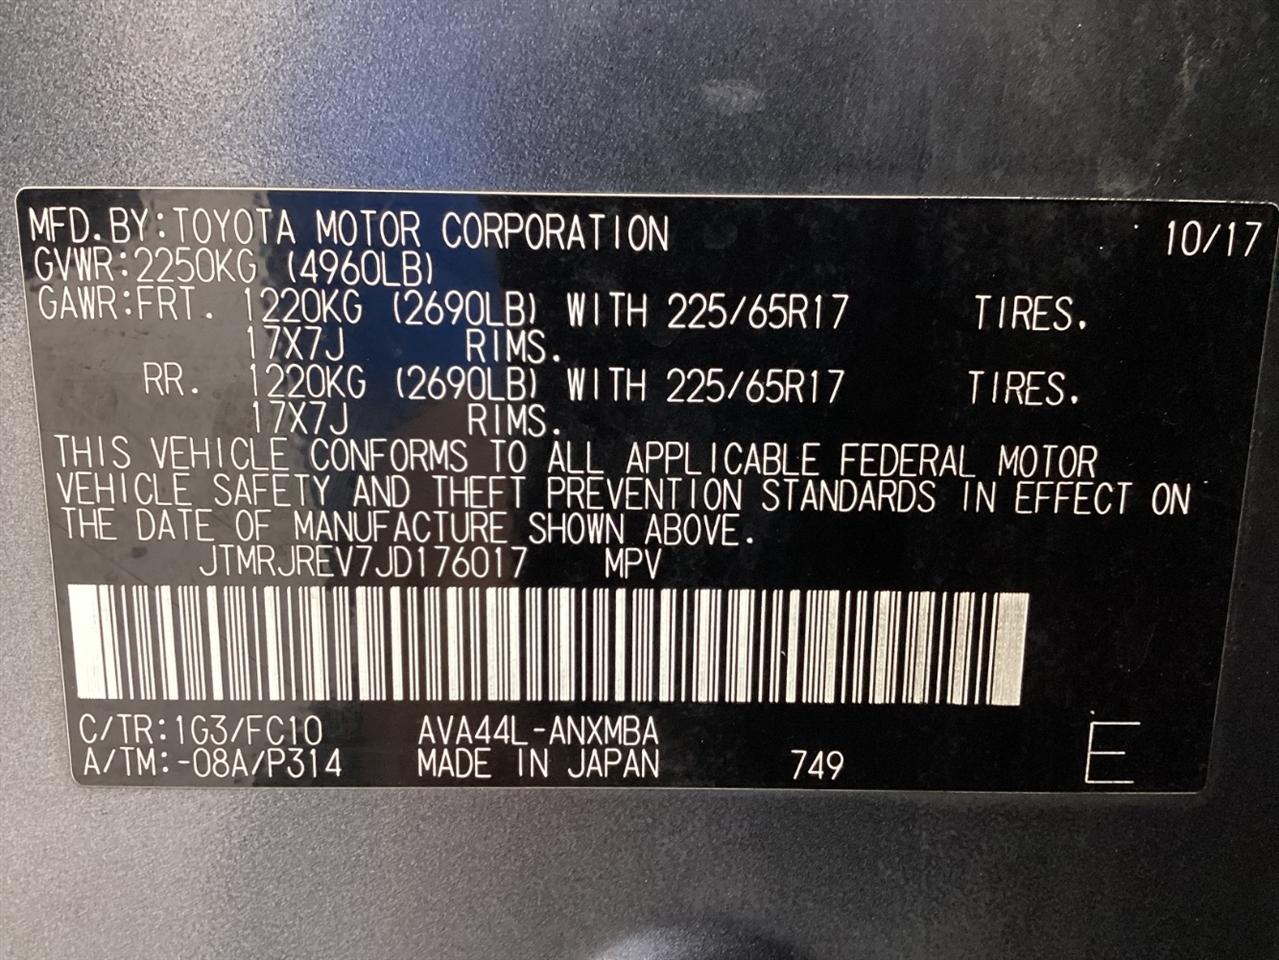 MFD.BY:TOYOTA MOTOR CORPORATION 10/17
GVWR:2250KG (4960LB)
GAWR:FRT. 1220KG (2690LB) WITH 225/65R17 TIRES.
17X7J RIMS.
RR. 1220KG (2690LB) WITH 225/65R17 TIRES.
17X7J RIMS.
THIS VEHICLE CONFORMS TO ALL APPLICABLE FEDERAL MOTOR
VEHICLE SAFETY AND THEFT PREVENTION STANDARDS IN EFFECT ON
THE DATE OF MANUFACTURE SHOWN ABOVE.
JTMRJREV7JD176017 MPV
C/TR:1G3/FC10 AVA44L-ANXMBA
A/TM:-08A/P314 MADE IN JAPAN 749 E